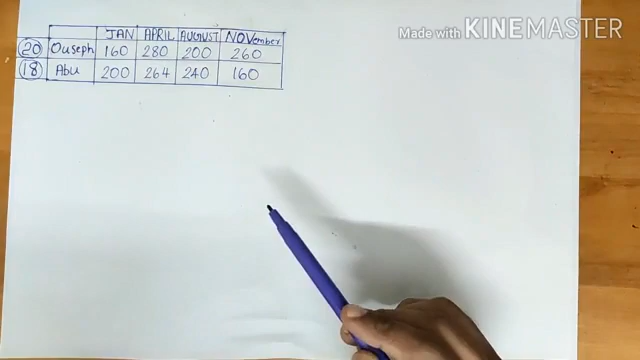 Made with KINEMASTER
JAN APRIL AUGUST NOVember
20 Ouseph 160 280 200 260
18 Abu 200 264 240 160